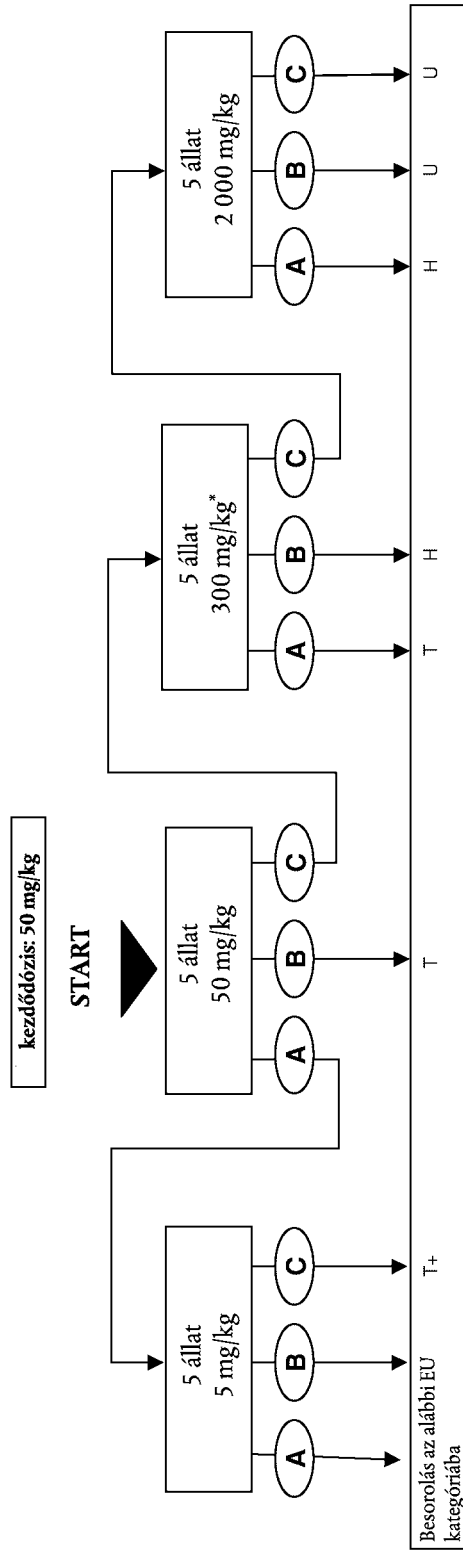 kezdődózis: 50 mg/kg
START
5 állat
5 mg/kg
A
B
C
5 állat
50 mg/kg
A
B
C
5 állat
300 mg/kg*
A
B
C
5 állat
2 000 mg/kg
A
B
C
Besorolás az alábbi EU
kategóriába
T+
T
T
H
H
U
U